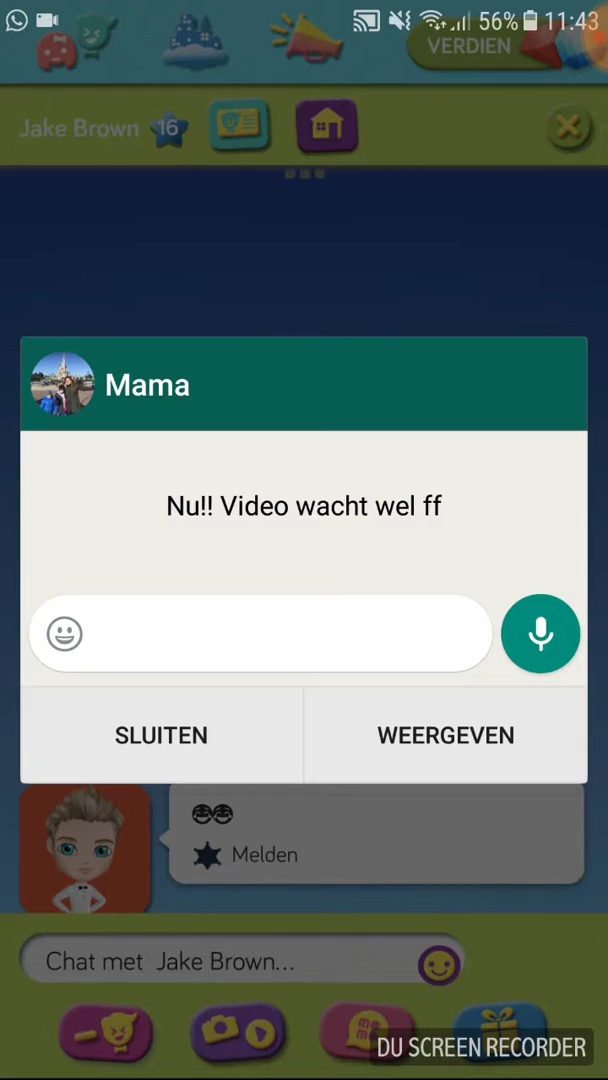 56% 11:43
VERDIEN
Jake Brown 16
Mama
Nu!! Video wacht wel ff
SLUITEN WEERGEVEN
Melden
Chat met Jake Brown...
DU SCREEN RECORDER